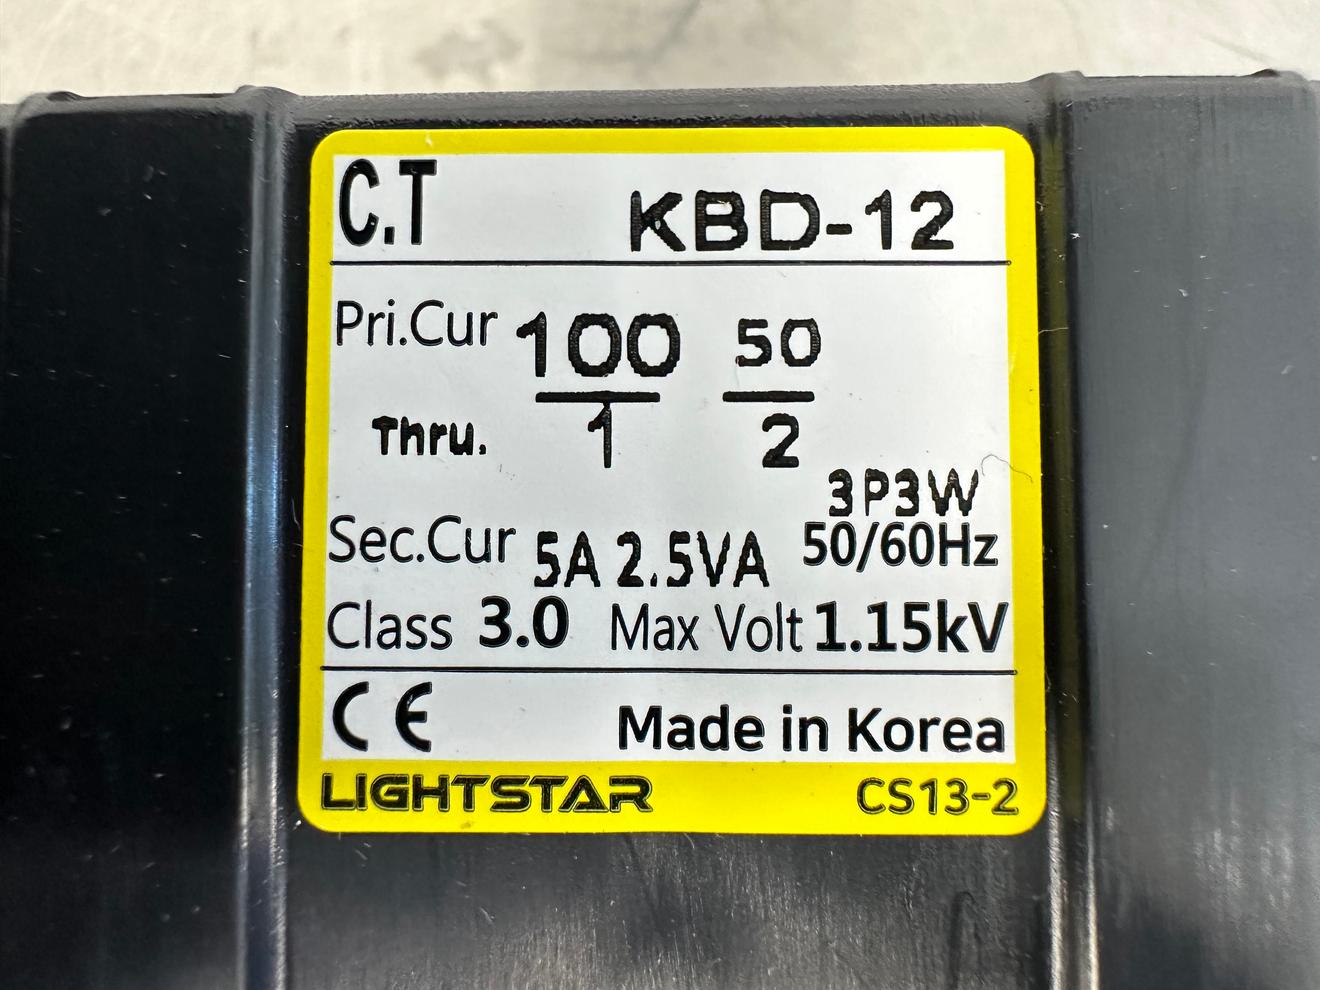 C.T KBD-12
Pri.Cur 100 50
Thru. 1 2
3P3W
Sec.Cur 5A 2.5VA 50/60Hz
Class 3.0 Max Volt 1.15kV
CE Made in Korea
LIGHTSTAR CS13-2